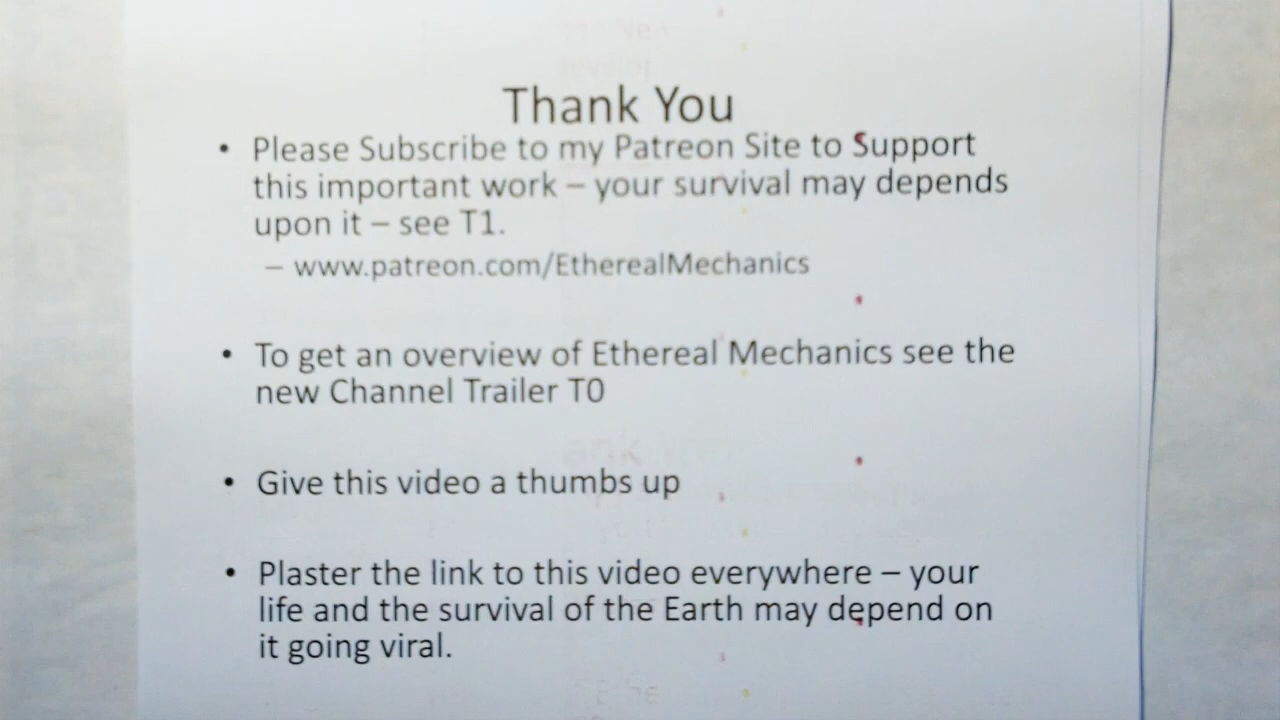 Thank You
• Please Subscribe to my Patreon Site to Support
this important work – your survival may depends
upon it – see T1.
– www.patreon.com/EtherealMechanics
• To get an overview of Ethereal Mechanics see the
new Channel Trailer T0
• Give this video a thumbs up
• Plaster the link to this video everywhere – your
life and the survival of the Earth may depend on
it going viral.